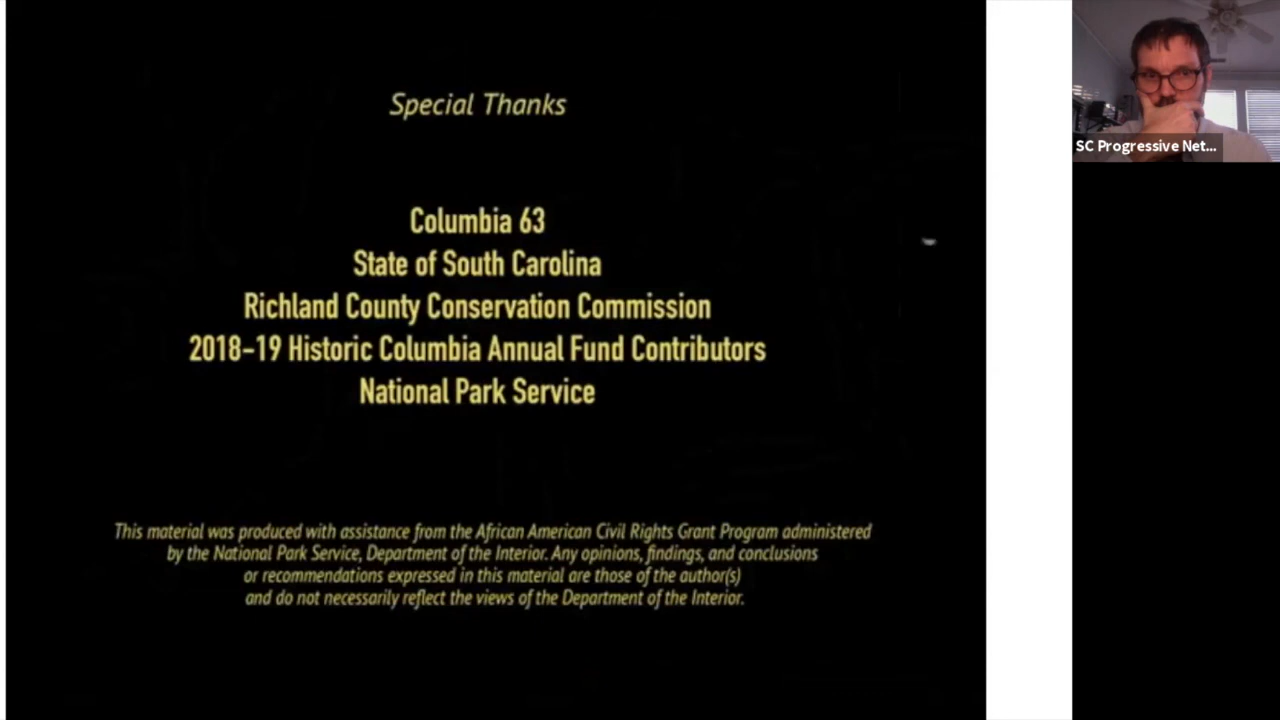 Special Thanks
Columbia 63
State of South Carolina
Richland County Conservation Commission
2018-19 Historic Columbia Annual Fund Contributors
National Park Service
This material was produced with assistance from the African American Civil Rights Grant Program administered
by the National Park Service, Department of the Interior. Any opinions, findings, and conclusions
or recommendations expressed in this material are those of the author(s)
and do not necessarily reflect the views of the Department of the Interior.
SC Progressive Net...